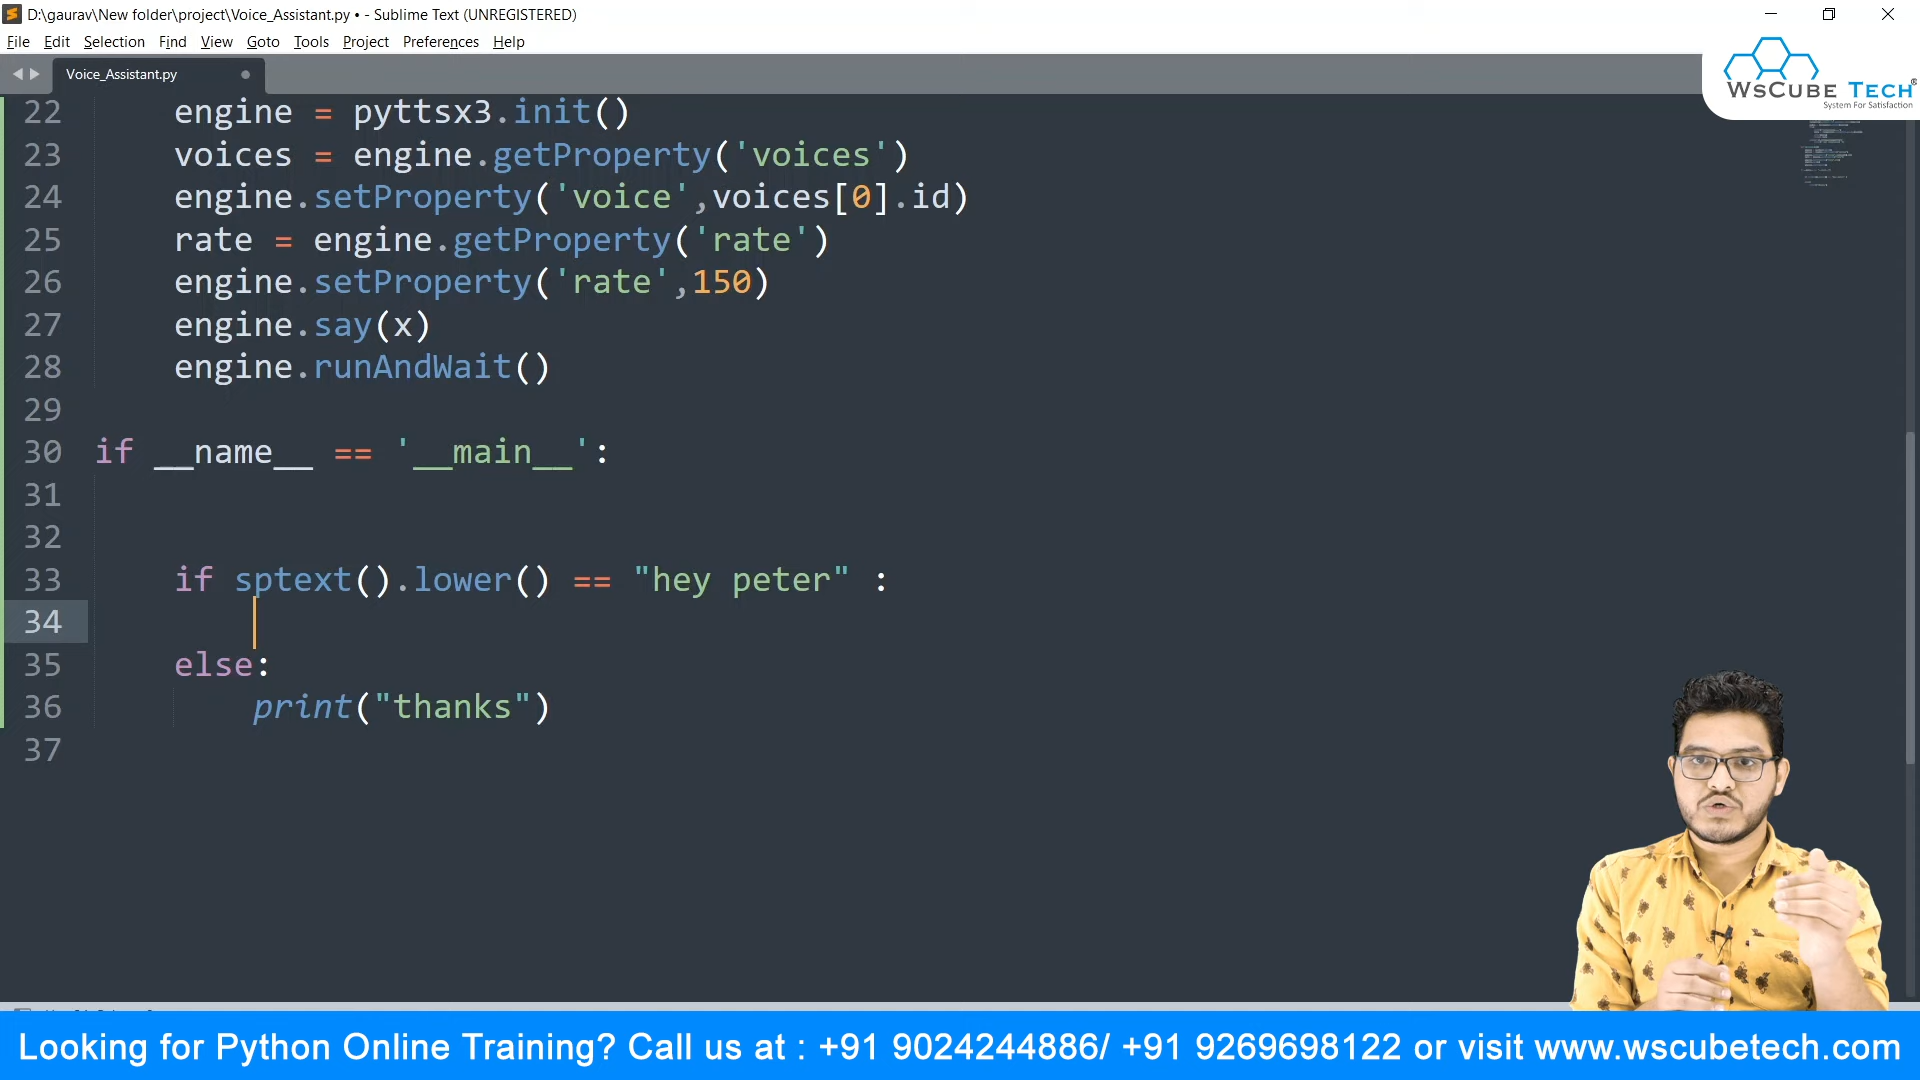 D:\gaurav\New folder\project\Voice_Assistant.py • - Sublime Text (UNREGISTERED)
File Edit Selection Find View Goto Tools Project Preferences Help
Voice_Assistant.py
WsCube Tech®
System For Satisfaction
22 engine = pyttsx3.init()
23 voices = engine.getProperty('voices')
24 engine.setProperty('voice',voices[0].id)
25 rate = engine.getProperty('rate')
26 engine.setProperty('rate',150)
27 engine.say(x)
28 engine.runAndWait()
29
30 if __name__ == '__main__':
31
32
33 if sptext().lower() == "hey peter" :
34
35 else:
36 print("thanks")
37
Looking for Python Online Training? Call us at : +91 9024244886/ +91 9269698122 or visit www.wscubetech.com